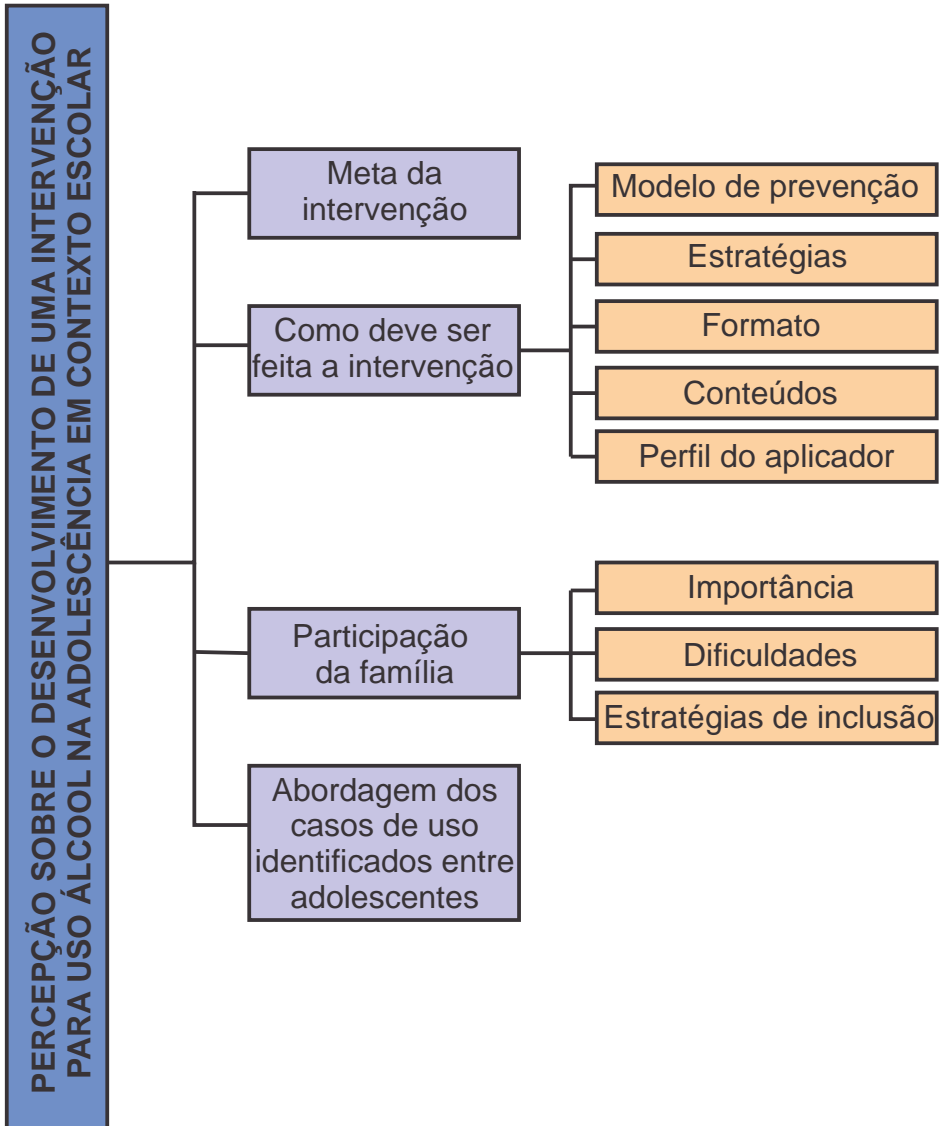 PERCEPÇÃO SOBRE O DESENVOLVIMENTO DE UMA INTERVENÇÃO
PARA USO ÁLCOOL NA ADOLESCÊNCIA EM CONTEXTO ESCOLAR
Meta da
intervenção
Como deve ser
feita a intervenção
Modelo de prevenção
Estratégias
Formato
Conteúdos
Perfil do aplicador
Participação
da família
Importância
Dificuldades
Estratégias de inclusão
Abordagem dos
casos de uso
identificados entre
adolescentes